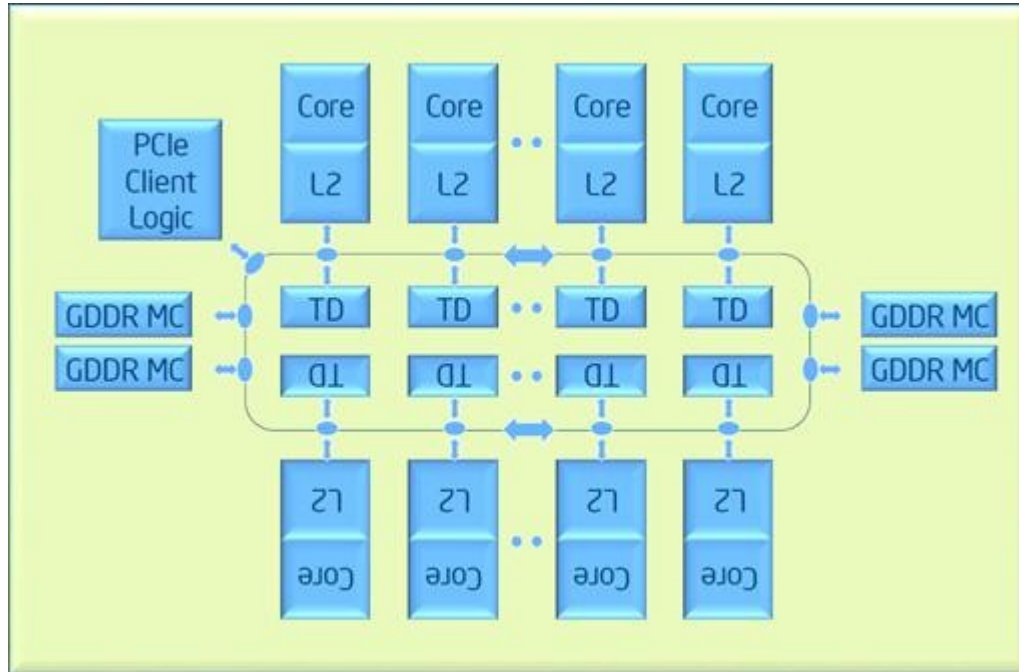 Core Core Core Core
PCIe
Client
Logic
L2 L2 L2 L2
GDDR MC TD TD TD TD GDDR MC
GDDR MC TD TD TD TD GDDR MC
L2 L2 L2 L2
Core Core Core Core